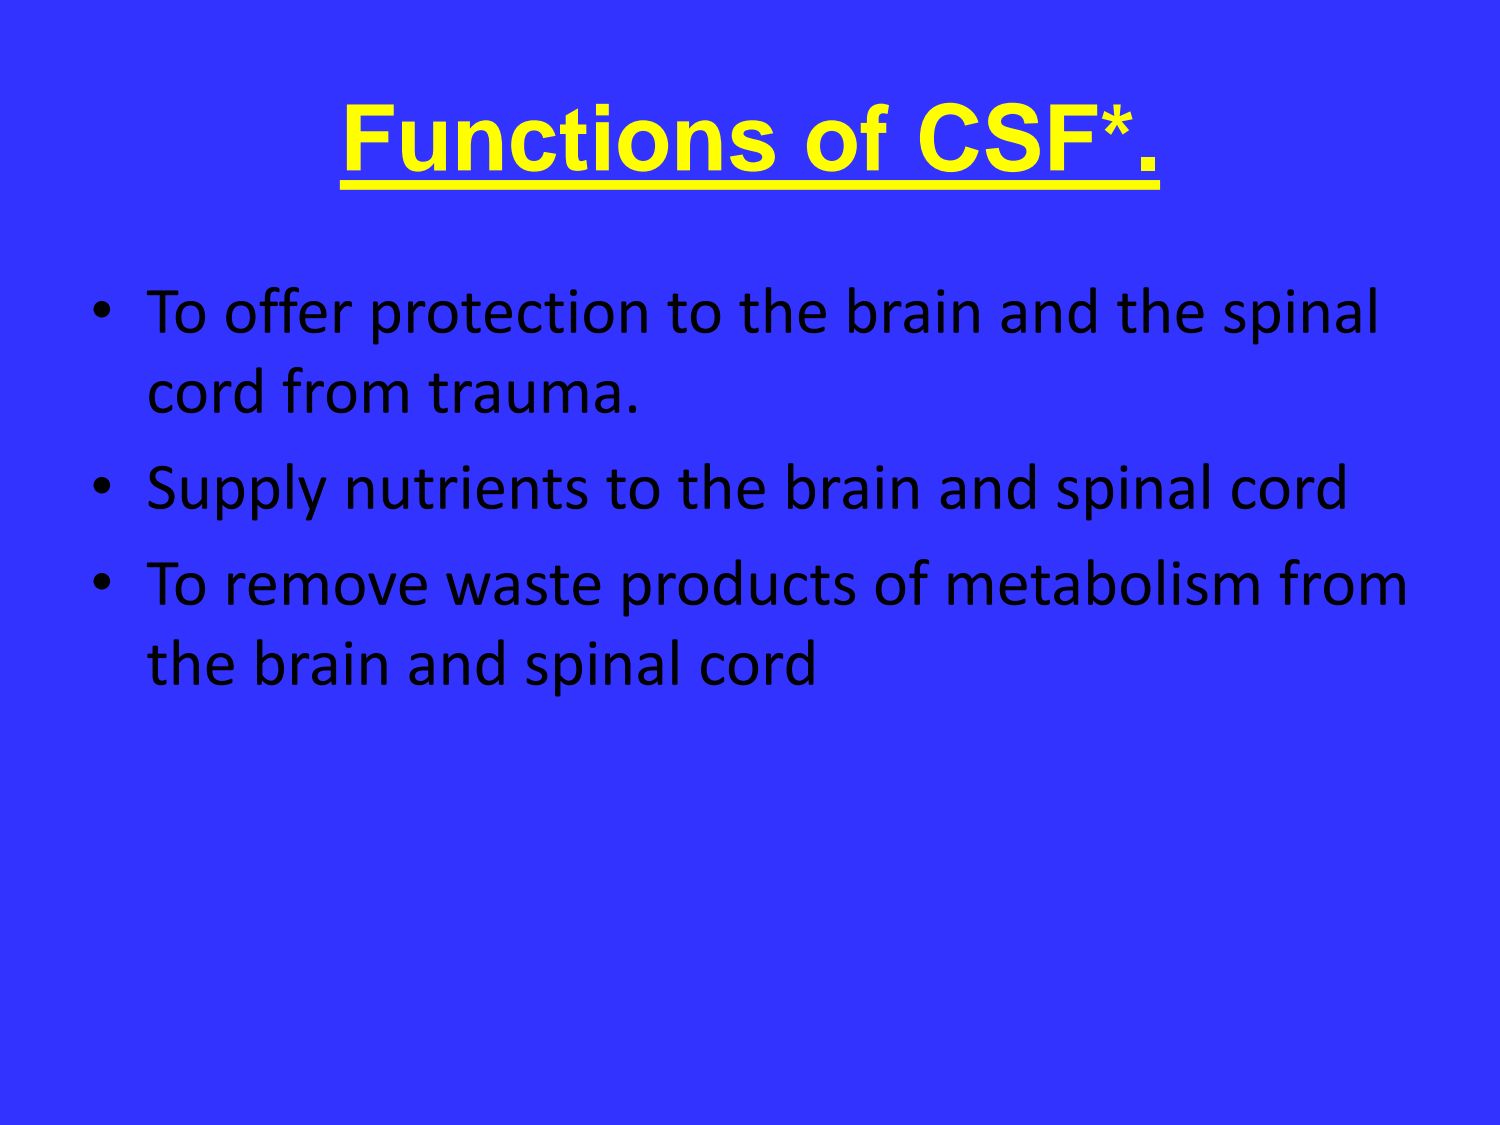 Functions of CSF*.
• To offer protection to the brain and the spinal
cord from trauma.
• Supply nutrients to the brain and spinal cord
• To remove waste products of metabolism from
the brain and spinal cord